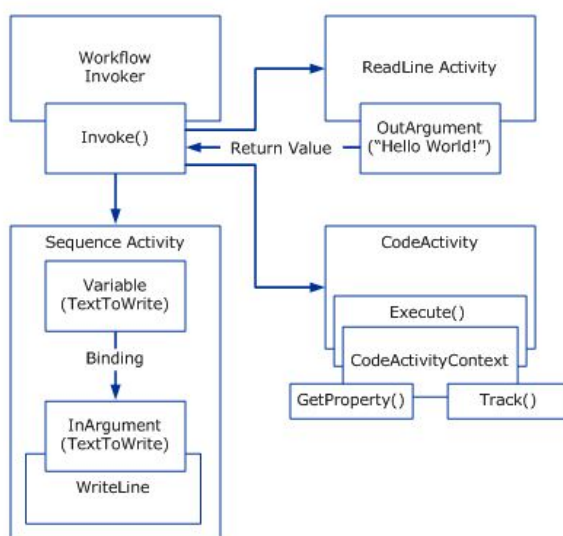 Workflow
Invoker
Invoke()
ReadLine Activity
OutArgument
("Hello World!")
Return Value
Sequence Activity
Variable
(TextToWrite)
Binding
InArgument
(TextToWrite)
WriteLine
CodeActivity
Execute()
CodeActivityContext
GetProperty()
Track()